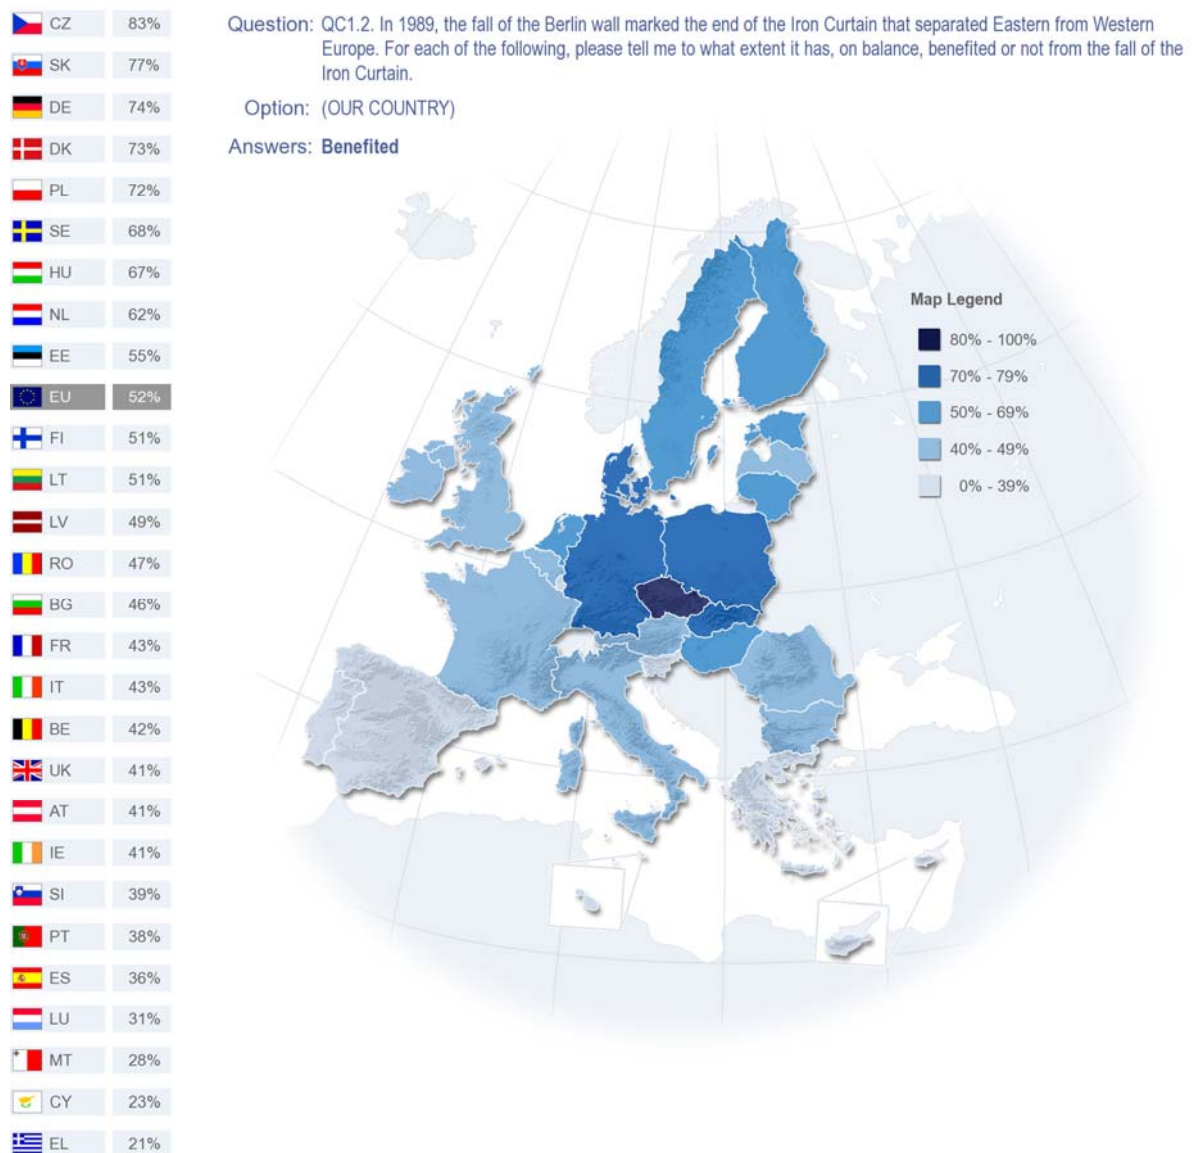 Question: QC1.2. In 1989, the fall of the Berlin wall marked the end of the Iron Curtain that separated Eastern from Western
Europe. For each of the following, please tell me to what extent it has, on balance, benefited or not from the fall of the
Iron Curtain.
Option: (OUR COUNTRY)
Answers: Benefited
CZ 83%
SK 77%
DE 74%
DK 73%
PL 72%
SE 68%
HU 67%
NL 62%
EE 55%
EU 52%
FI 51%
LT 51%
LV 49%
RO 47%
BG 46%
FR 43%
IT 43%
BE 42%
UK 41%
AT 41%
IE 41%
SI 39%
PT 38%
ES 36%
LU 31%
MT 28%
CY 23%
EL 21%
Map Legend
80% - 100%
70% - 79%
50% - 69%
40% - 49%
0% - 39%